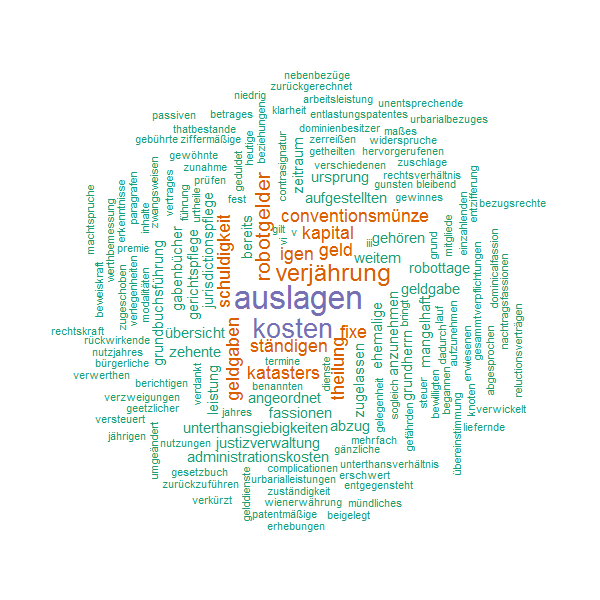 nebenbezüge
zurückgerechnet
niedrig
arbeitsleistung
unentsprechende
passiven
betrages
beziehungen
klarheit
entlastungspatentes
urbarialbezuges
thatbestande
dominienbesitzer
maßes
gebührte
ziffermäßige
heutige
zerreißen
widerspruche
gewöhnte
geduldet
contrasignatur
zeitraum
getheilten
hervorgerufenen
zunahme
verschiedenen
zuschlage
paragrafen
zwangsweisen
vertrages
prüfen
ursprung
rechtsverhältnis
gunsten
bleibend
entzifferung
machtspruche
erkenntnisse
inhalte
führung
urtheile
fest
robotgelder
aufgestellten
gewinnes
einzahlenden
bezugsrechte
werthbemessung
gabenbücher
jurisdictionspflege
schuldigkeit
conventionsmünze
mitgliede
premie
gerichtspflege
bereits
gilt
v
kapital
gehören
grund
beweiskraft
zugeschoben
verlegenheiten
modalitäten
grundbuchsführung
vi
igen
geld
iii
weitern
robottage
gesammtverpflichtungen
dominicalfassion
nachtragsfassionen
verjährung
geldgabe
reluctionsverträgen
auslagen
rechtskraft
übersicht
kosten
fixe
ehemalige
anzunehmen
grundherrn
bringt
mangelhaft
dadurch
lauf
aufzunehmen
erwiesenen
abgesprochen
rückwirkende
nutzjahres
zehente
geldgaben
ständigen
theilung
bürgerliche
termine
dienste
zugelassen
verwerthen
berichtigen
verdankt
leistung
katasters
benannten
gelegenheit
sogleich
steuer
bewilligten
begannen
knoten
verwickelt
verzweigungen
geetzlicher
angeordnet
jahres
fassionen
abzug
gefährden
übereinstimmung
versteuert
liefernde
jährigen
umgeändert
nutzungen
unterthansgiebigkeiten
justizverwaltung
mehrfach
gänzliche
administrationskosten
gesetzbuch
complicationen
unterthansverhältnis
zurückzuführen
urbarialleistungen
erschwert
gelddienste
zuständigkeit
entgegensteht
verkürzt
wienerwährung
mündliches
patentmäßige
beigelegt
erhebungen